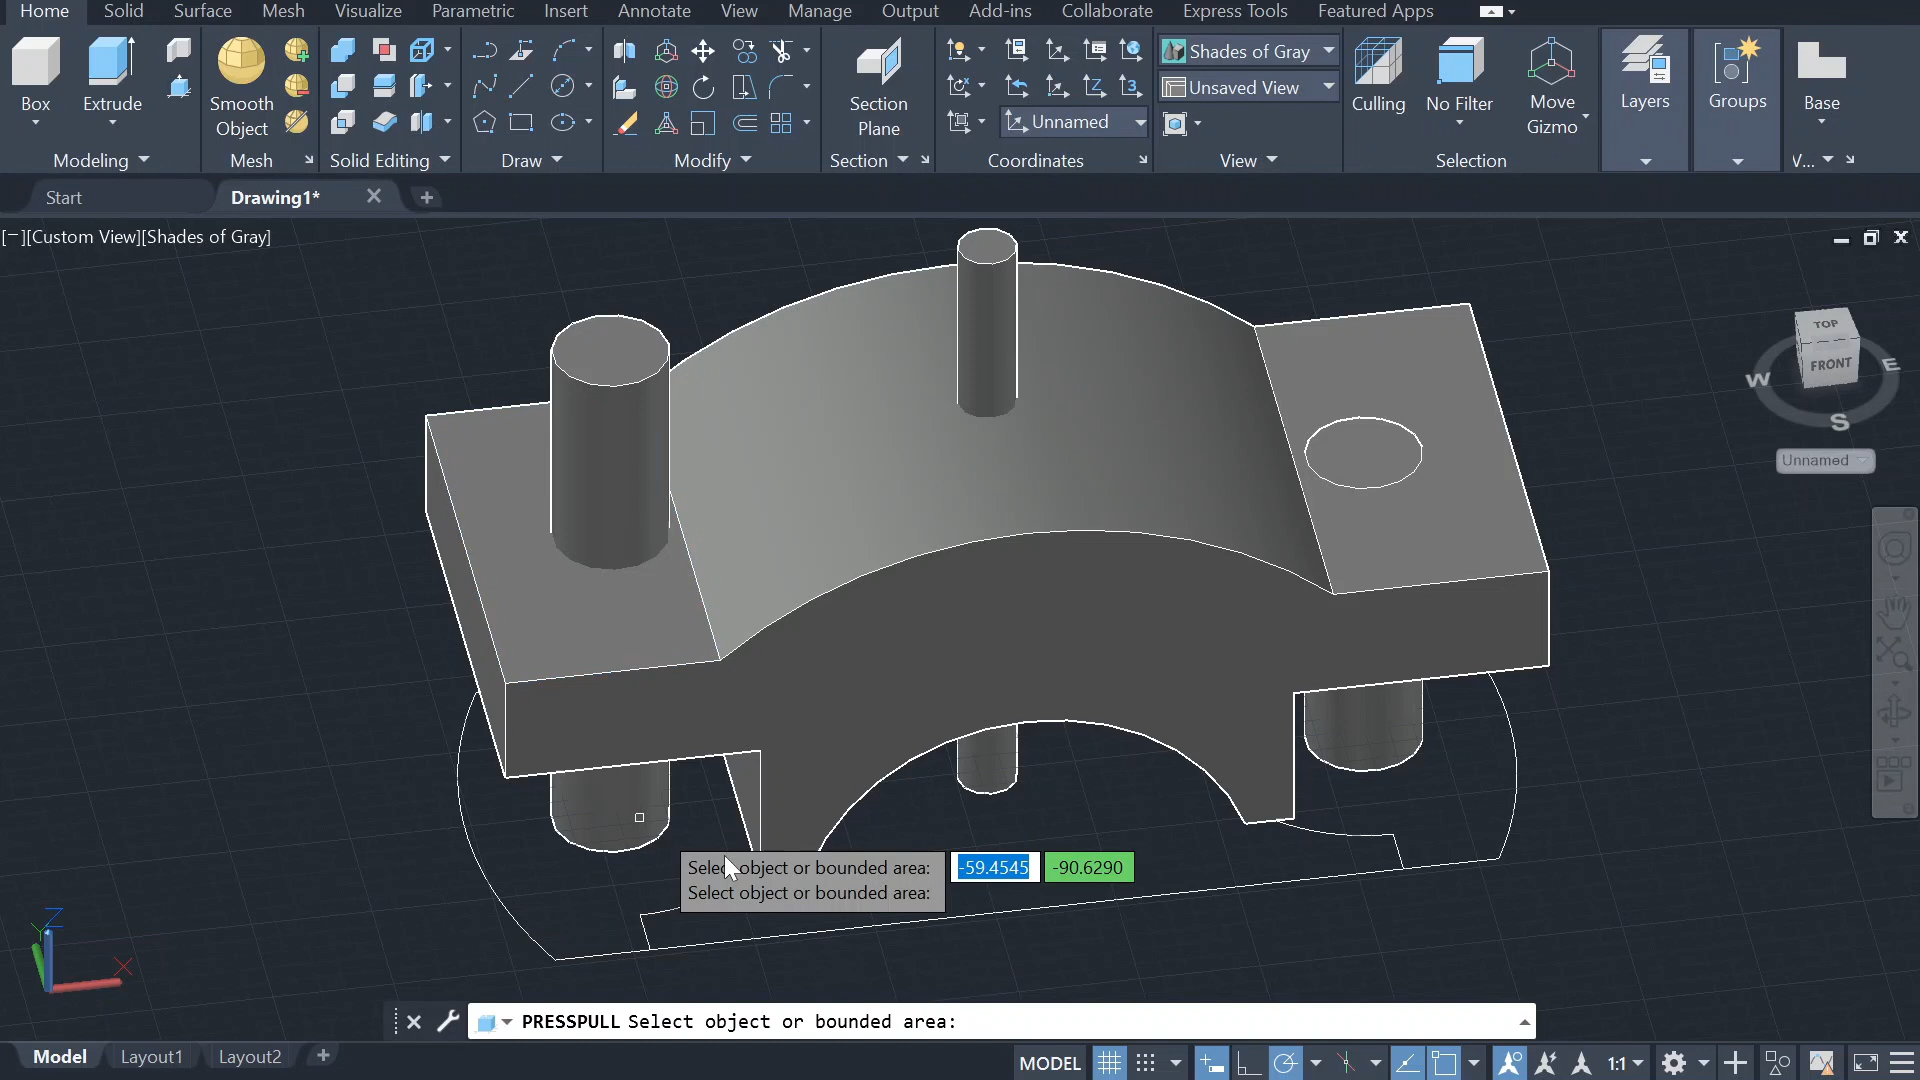 Home Solid Surface Mesh Visualize Parametric Insert Annotate View Manage Output Add-ins Collaborate Express Tools Featured Apps
Box Extrude Smooth Object Section Plane Unnamed Shades of Gray Unsaved View Culling No Filter Move Gizmo Layers Groups Base
Modeling Mesh Solid Editing Draw Modify Section Coordinates View Selection V...
Start Drawing1*
[−][Custom View][Shades of Gray]
TOP
FRONT
W E
S
Unnamed
Select object or bounded area: -59.4545 -90.6290
Select object or bounded area:
Z
Y
X
PRESSPULL Select object or bounded area:
Model Layout1 Layout2
MODEL 1:1